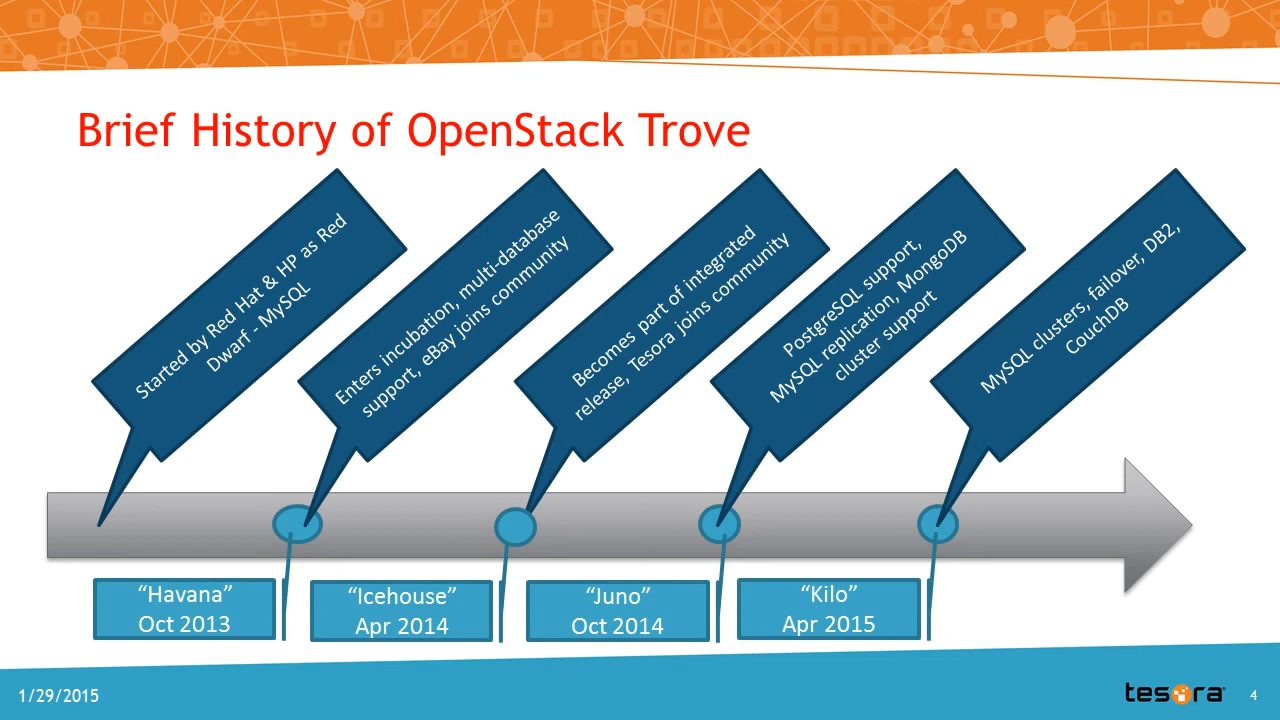 Brief History of OpenStack Trove
Started by Red Hat & HP as Red
Dwarf - MySQL
Enters incubation, multi-database
support, eBay joins community
Becomes part of integrated
release, Tesora joins community
PostgreSQL support,
MySQL replication, MongoDB
cluster support
MySQL clusters, failover, DB2,
CouchDB
“Havana”
Oct 2013
“Icehouse”
Apr 2014
“Juno”
Oct 2014
“Kilo”
Apr 2015
1/29/2015
tesora
4